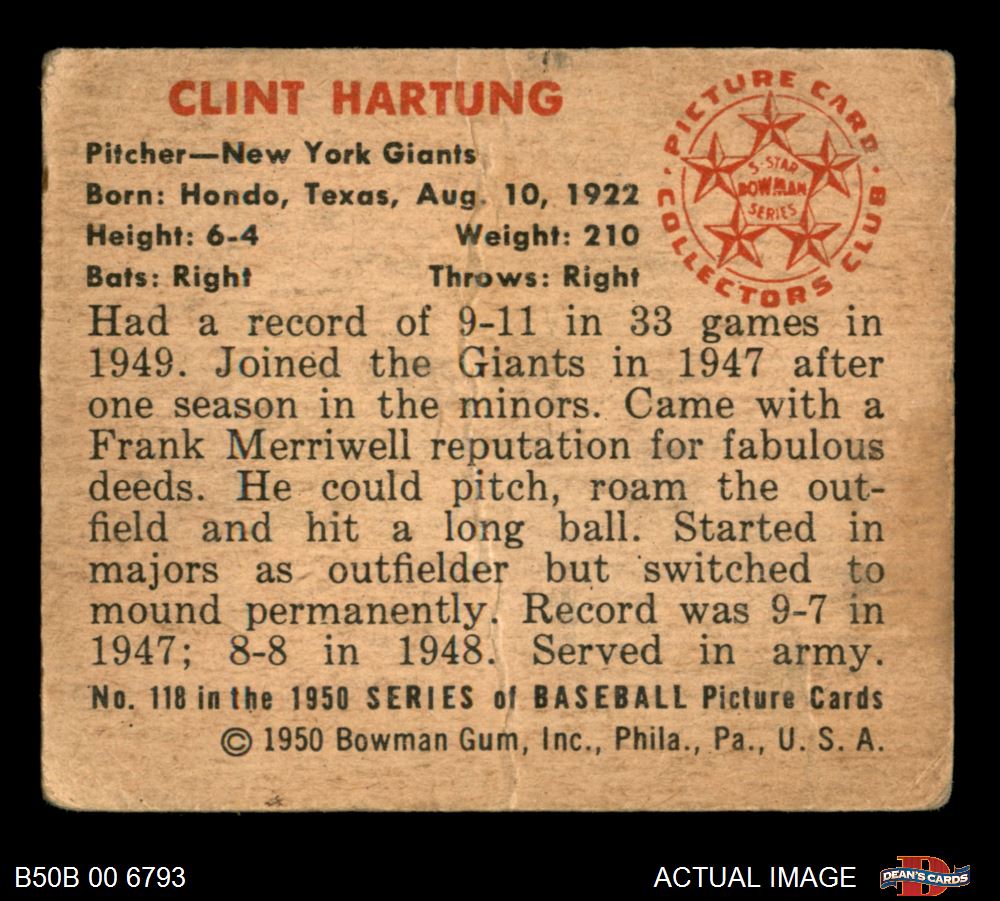 CLINT HARTUNG
Pitcher—New York Giants
Born: Hondo, Texas, Aug. 10, 1922
Height: 6-4 Weight: 210
Bats: Right Throws: Right
PICTURE CARD COLLECTORS CLUB
5-STAR
BOWMAN
SERIES
Had a record of 9-11 in 33 games in
1949. Joined the Giants in 1947 after
one season in the minors. Came with a
Frank Merriwell reputation for fabulous
deeds. He could pitch, roam the out-
field and hit a long ball. Started in
majors as outfielder but switched to
mound permanently. Record was 9-7 in
1947; 8-8 in 1948. Served in army.
No. 118 in the 1950 SERIES of BASEBALL Picture Cards
© 1950 Bowman Gum, Inc., Phila., Pa., U. S. A.
B50B 00 6793
ACTUAL IMAGE
D
DEAN'S CARDS